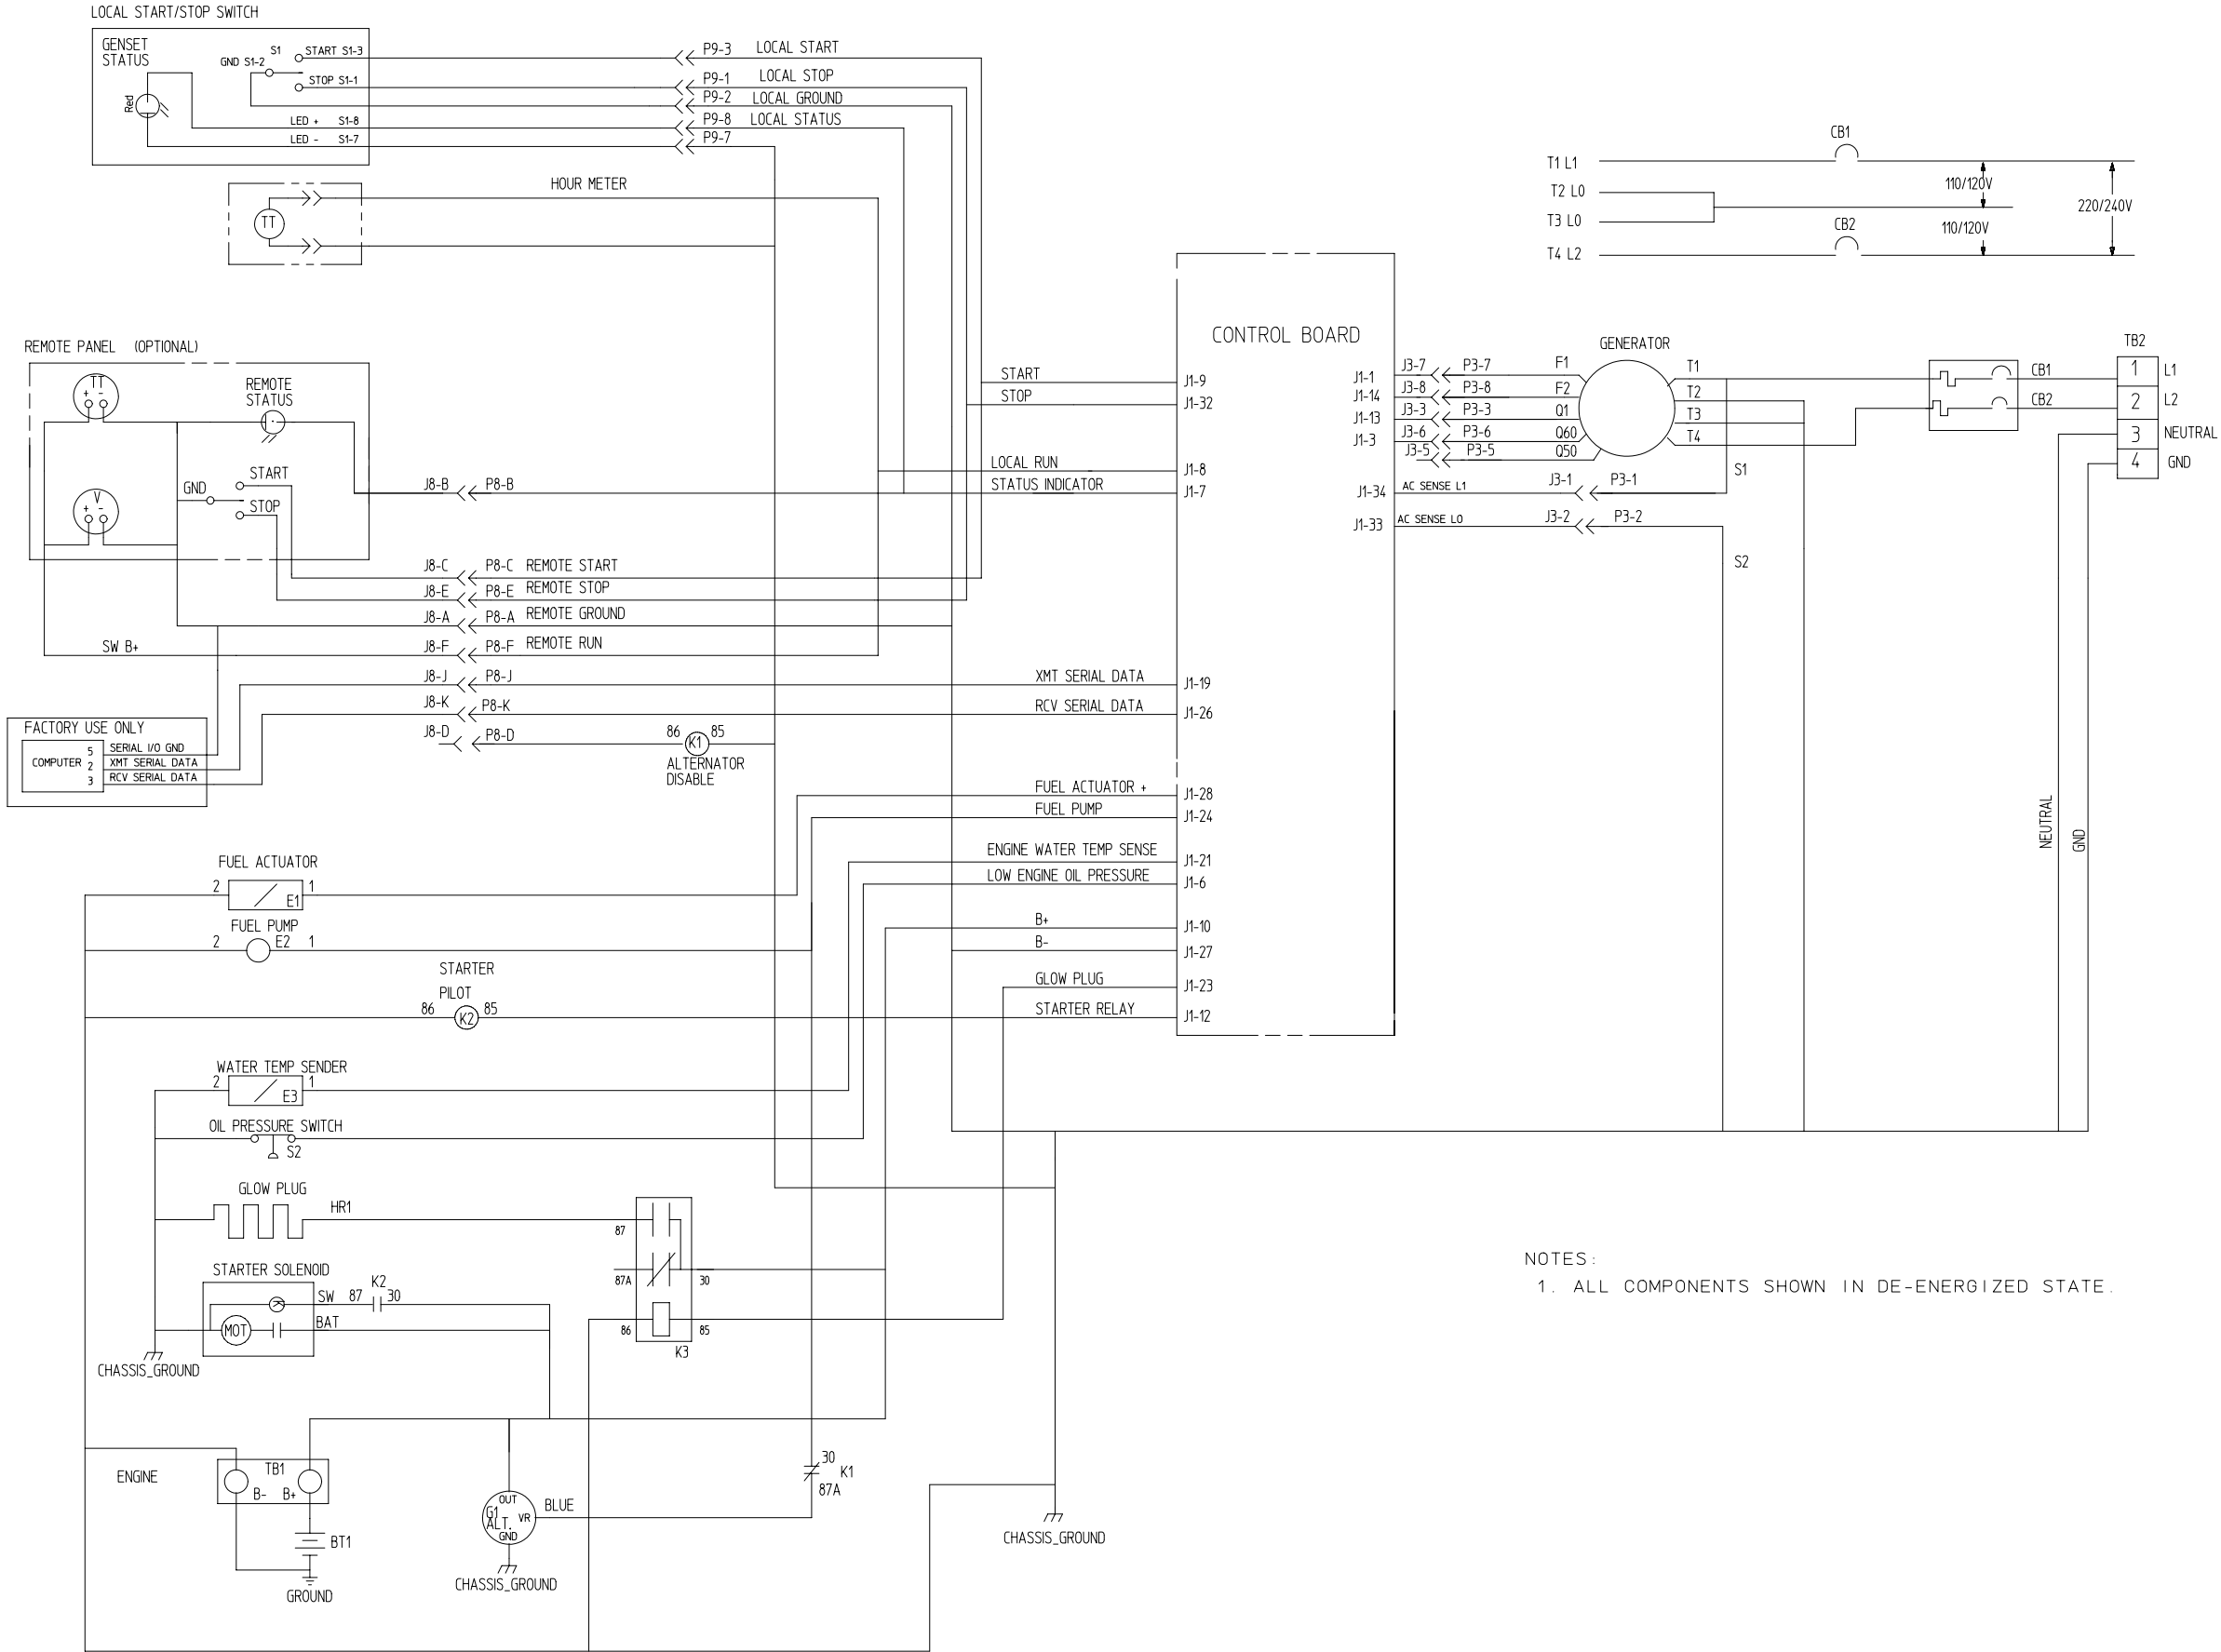 LOCAL START/STOP SWITCH
GENSET
STATUS
S1
START S1-3
GND S1-2
STOP S1-1
Red
LED + S1-8
LED - S1-7
P9-3 LOCAL START
P9-1 LOCAL STOP
P9-2 LOCAL GROUND
P9-8 LOCAL STATUS
P9-7
HOUR METER
TT
T1 L1
T2 L0
T3 L0
T4 L2
CB1
CB2
110/120V
110/120V
220/240V
REMOTE PANEL (OPTIONAL)
TT
+ -
REMOTE
STATUS
V
+ -
GND
START
STOP
SW B+
J8-B P8-B
J8-C P8-C REMOTE START
J8-E P8-E REMOTE STOP
J8-A P8-A REMOTE GROUND
J8-F P8-F REMOTE RUN
J8-J P8-J
J8-K P8-K
J8-D P8-D
86 K1 85
ALTERNATOR
DISABLE
FACTORY USE ONLY
COMPUTER
5 SERIAL I/O GND
2 XMT SERIAL DATA
3 RCV SERIAL DATA
CONTROL BOARD
START J1-9
STOP J1-32
LOCAL RUN J1-8
STATUS INDICATOR J1-7
XMT SERIAL DATA J1-19
RCV SERIAL DATA J1-26
FUEL ACTUATOR + J1-28
FUEL PUMP J1-24
ENGINE WATER TEMP SENSE J1-21
LOW ENGINE OIL PRESSURE J1-6
B+ J1-10
B- J1-27
GLOW PLUG J1-23
STARTER RELAY J1-12
J1-1 J3-7 P3-7 F1
J1-14 J3-8 P3-8 F2
J1-13 J3-3 P3-3 Q1
J1-3 J3-6 P3-6 Q60
J3-5 P3-5 Q50
J1-34 AC SENSE L1 J3-1 P3-1
J1-33 AC SENSE L0 J3-2 P3-2
GENERATOR
T1
T2
T3
T4
S1
S2
CB1
CB2
TB2
1 L1
2 L2
3 NEUTRAL
4 GND
NEUTRAL
GND
FUEL ACTUATOR
2 E1 1
FUEL PUMP
2 E2 1
STARTER
PILOT
86 K2 85
WATER TEMP SENDER
2 E3 1
OIL PRESSURE SWITCH
S2
GLOW PLUG
HR1
87
87A 30
86 85
K3
STARTER SOLENOID
SW 87 K2 30
MOT
BAT
CHASSIS_GROUND
ENGINE
TB1
B- B+
BT1
GROUND
OUT
G1
ALT.
VR
GND
BLUE
CHASSIS_GROUND
30
K1
87A
CHASSIS_GROUND
NOTES:
1. ALL COMPONENTS SHOWN IN DE-ENERGIZED STATE.